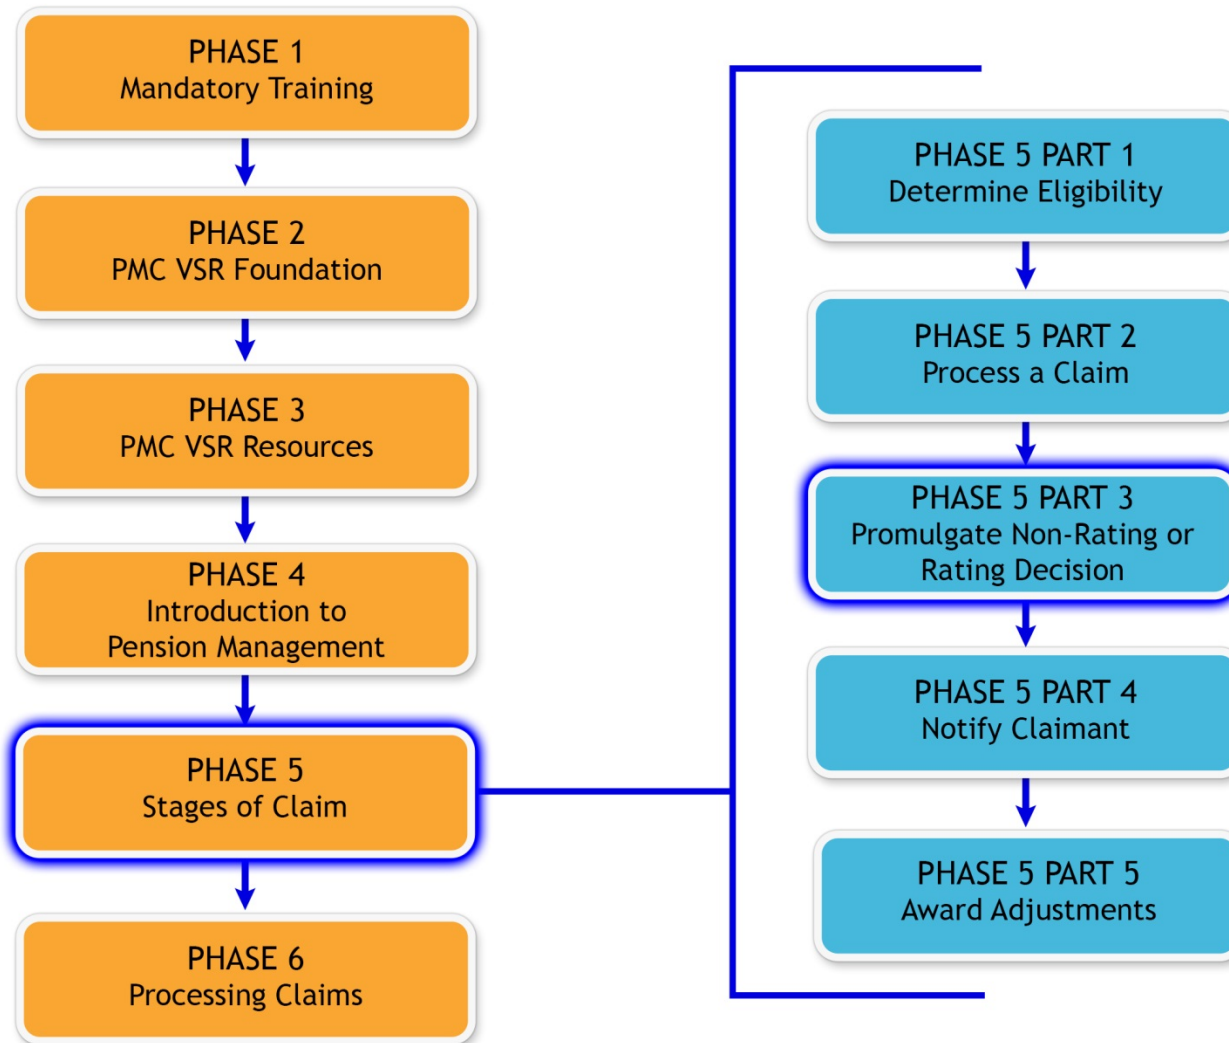 PHASE 1
Mandatory Training
PHASE 2
PMC VSR Foundation
PHASE 3
PMC VSR Resources
PHASE 4
Introduction to
Pension Management
PHASE 5
Stages of Claim
PHASE 6
Processing Claims
PHASE 5 PART 1
Determine Eligibility
PHASE 5 PART 2
Process a Claim
PHASE 5 PART 3
Promulgate Non-Rating or
Rating Decision
PHASE 5 PART 4
Notify Claimant
PHASE 5 PART 5
Award Adjustments